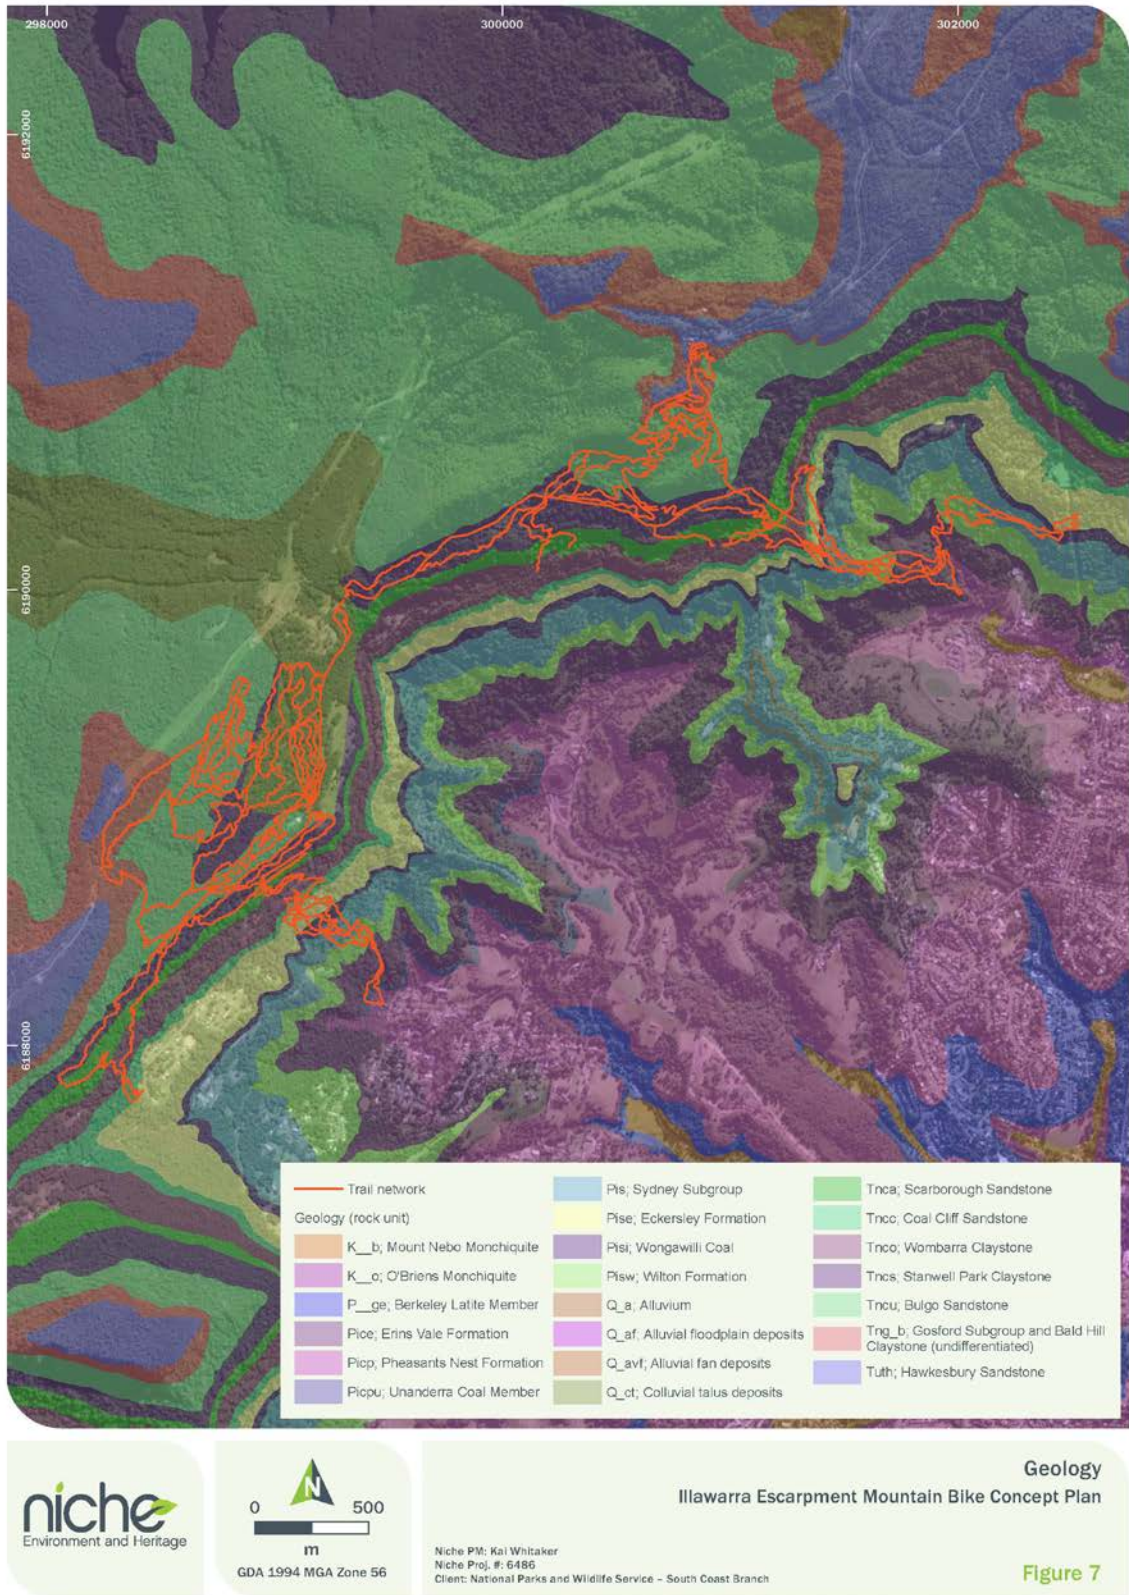 298000
300000
302000
6192000
6190000
6188000
Trail network
Geology (rock unit)
K__b; Mount Nebo Monchiquite
K__o; O'Briens Monchiquite
P__ge; Berkeley Latite Member
Pice; Erins Vale Formation
Picp; Pheasants Nest Formation
Picpu; Unanderra Coal Member
Pis; Sydney Subgroup
Pise; Eckersley Formation
Pisi; Wongawilli Coal
Pisw; Wilton Formation
Q_a; Alluvium
Q_af; Alluvial floodplain deposits
Q_avf; Alluvial fan deposits
Q_ct; Colluvial talus deposits
Tnca; Scarborough Sandstone
Tncc; Coal Cliff Sandstone
Tnco; Wombarra Claystone
Tncs; Stanwell Park Claystone
Tncu; Bulgo Sandstone
Tng_b; Gosford Subgroup and Bald Hill
Claystone (undifferentiated)
Tuth; Hawkesbury Sandstone
niche
Environment and Heritage
N
0 500
m
GDA 1994 MGA Zone 56
Geology
Illawarra Escarpment Mountain Bike Concept Plan
Niche PM: Kai Whitaker
Niche Proj. #: 6486
Client: National Parks and Wildlife Service – South Coast Branch
Figure 7